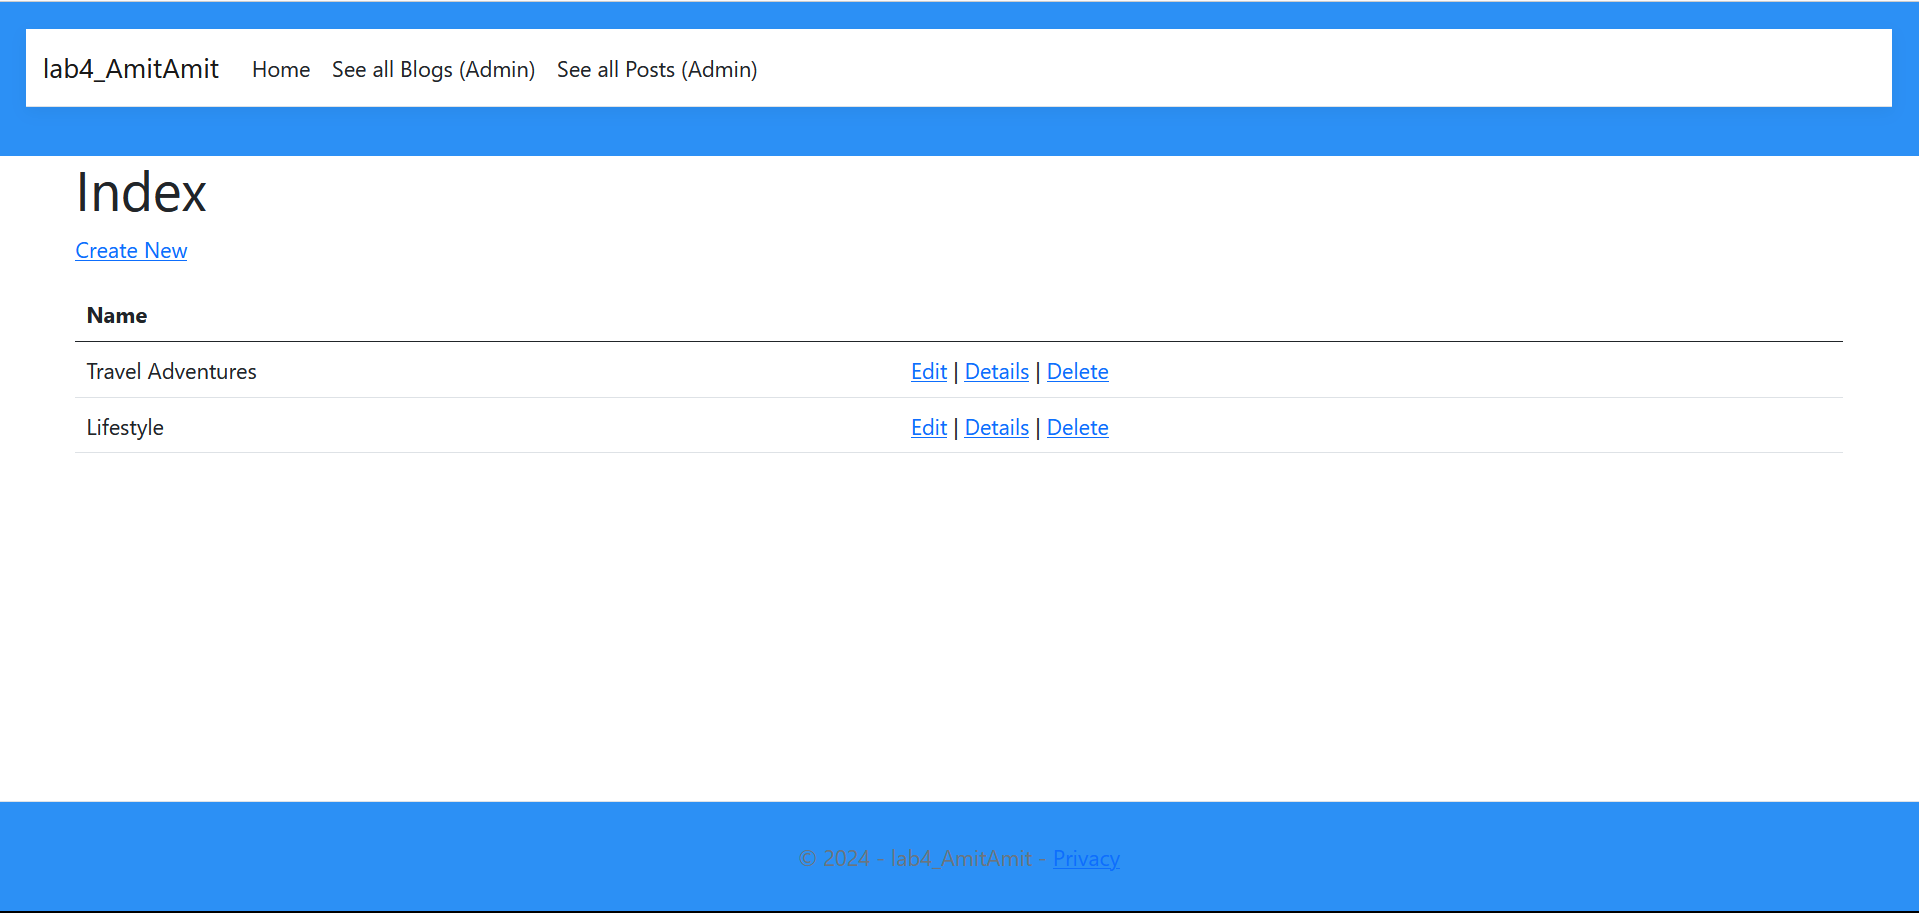 lab4_AmitAmit Home See all Blogs (Admin) See all Posts (Admin)
Index
Create New
Name
Travel Adventures Edit | Details | Delete
Lifestyle Edit | Details | Delete
© 2024 - lab4_AmitAmit - Privacy